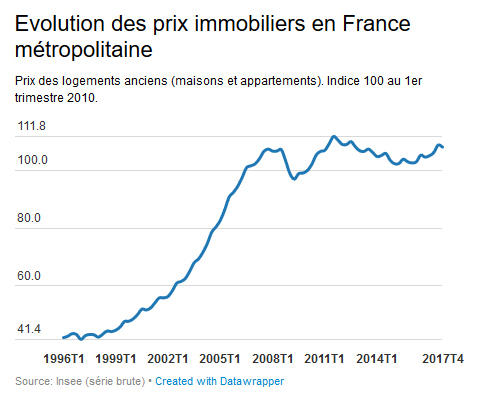 Evolution des prix immobiliers en France
métropolitaine
Prix des logements anciens (maisons et appartements). Indice 100 au 1er
trimestre 2010.
111.8
100.0
80.0
60.0
41.4
1996T1 1999T1 2002T1 2005T1 2008T1 2011T1 2014T1 2017T4
Source: Insee (série brute) • Created with Datawrapper